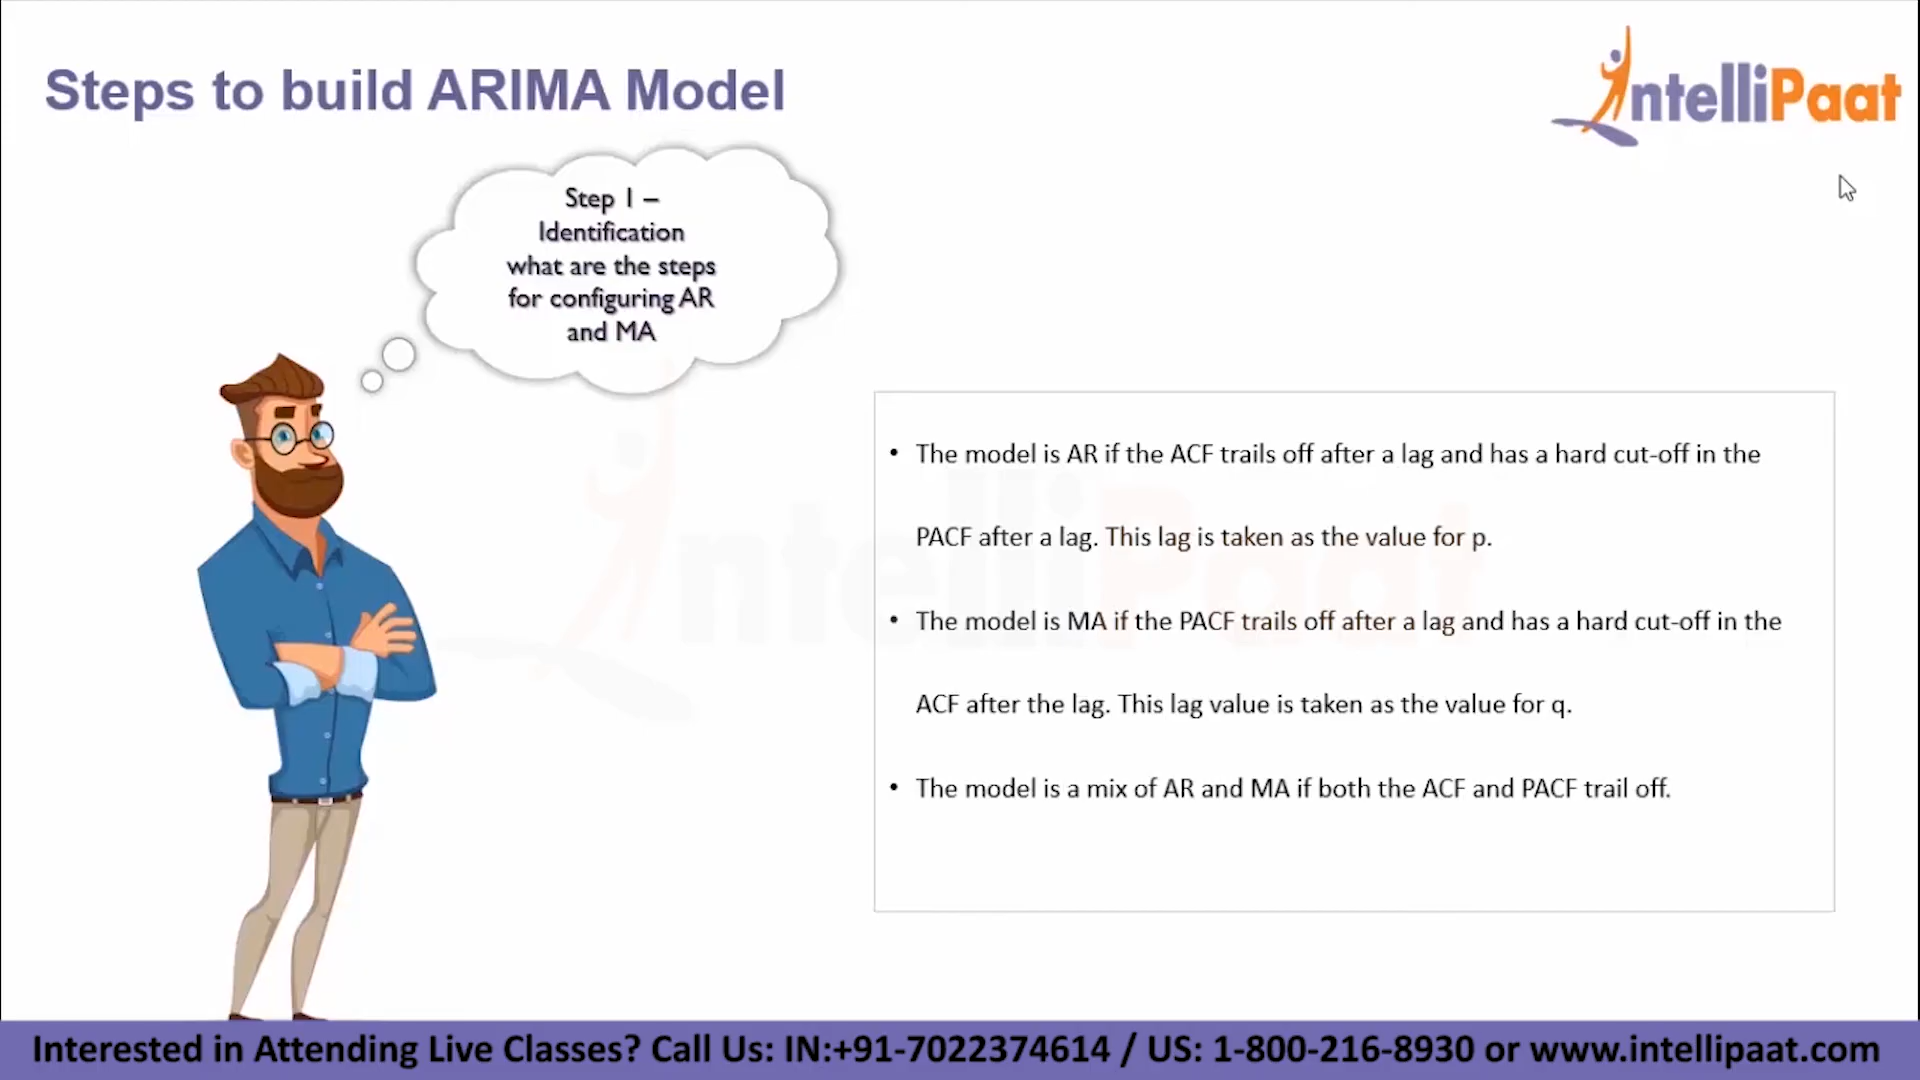 Steps to build ARIMA Model
IntelliPaat
Step 1 –
Identification
what are the steps
for configuring AR
and MA
• The model is AR if the ACF trails off after a lag and has a hard cut-off in the
PACF after a lag. This lag is taken as the value for p.
• The model is MA if the PACF trails off after a lag and has a hard cut-off in the
ACF after the lag. This lag value is taken as the value for q.
• The model is a mix of AR and MA if both the ACF and PACF trail off.
IntelliPaat
Interested in Attending Live Classes? Call Us: IN:+91-7022374614 / US: 1-800-216-8930 or www.intellipaat.com